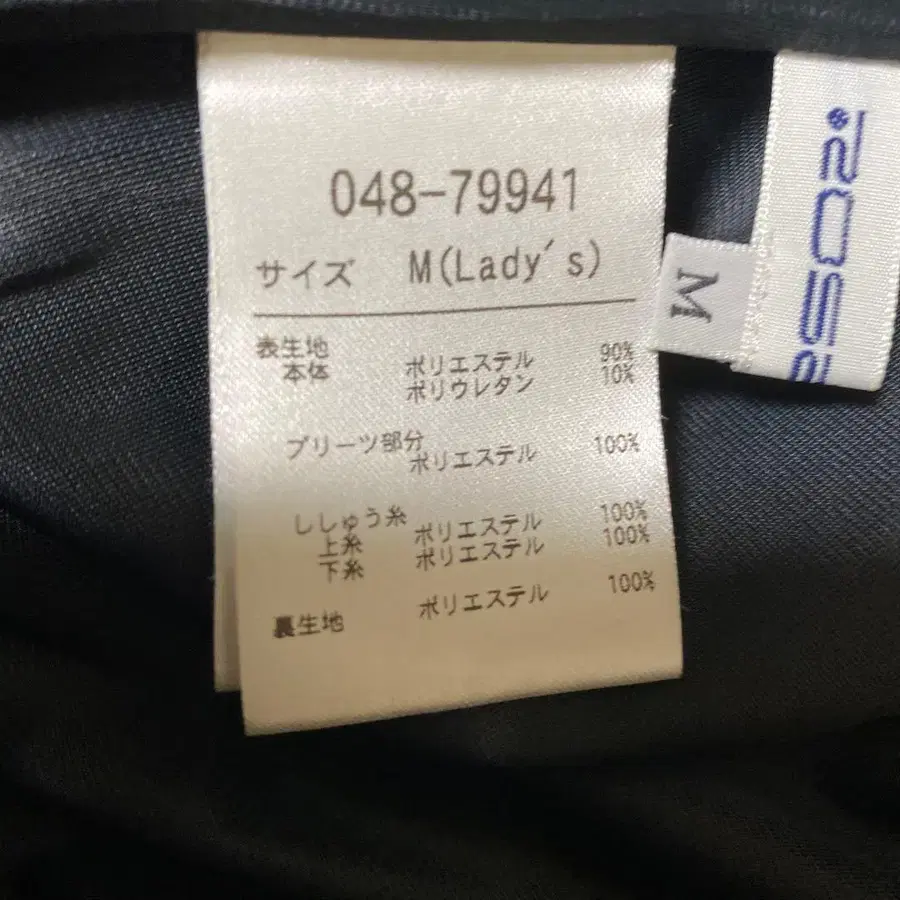 048-79941
サイズ M(Lady's)
表生地
本体 ポリエステル 90%
ポリウレタン 10%
プリーツ部分
ポリエステル 100%
ししゅう糸
上糸 ポリエステル 100%
下糸 ポリエステル 100%
裏生地 ポリエステル 100%
M